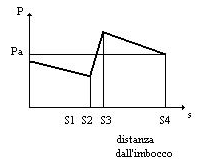 P
Pa
S1 S2 S3 S4 s
distanza
dall'imbocco